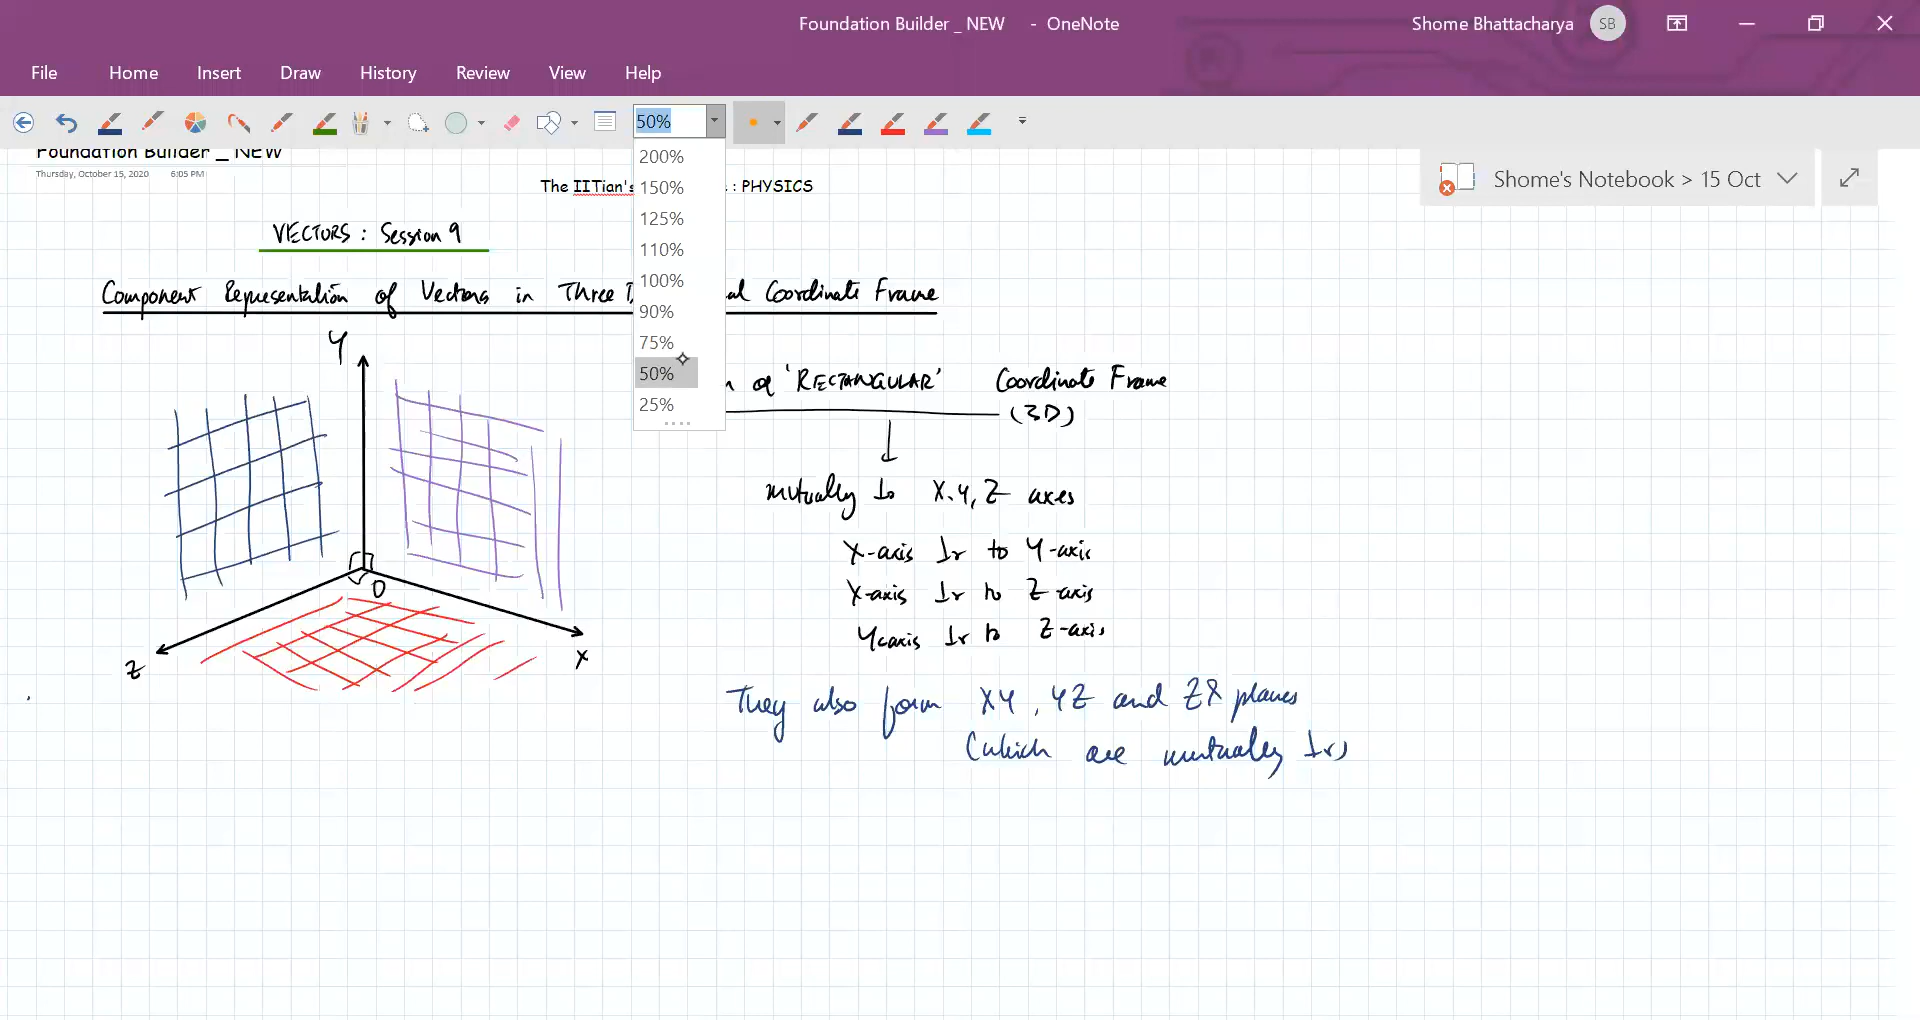 Foundation Builder _ NEW - OneNote
Shome Bhattacharya SB
File Home Insert Draw History Review View Help
50%
Foundation Builder _ NEW
Thursday, October 15, 2020 6:05 PM
200%
150%
125%
110%
100%
90%
75%
50%
25%
Shome's Notebook > 15 Oct
The IITian's : PHYSICS
VECTORS : Session 9
Component Representation of Vectors in Three al Coordinate Frame
Y
Z
O
X
of 'RECTANGULAR' Coordinate Frame
(3D)
mutually ⊥r X, Y, Z axes
X-axis ⊥r to Y-axis
X-axis ⊥r to Z-axis
Y-axis ⊥r to Z-axis
They also form XY, YZ and ZX planes
(which are mutually ⊥r)